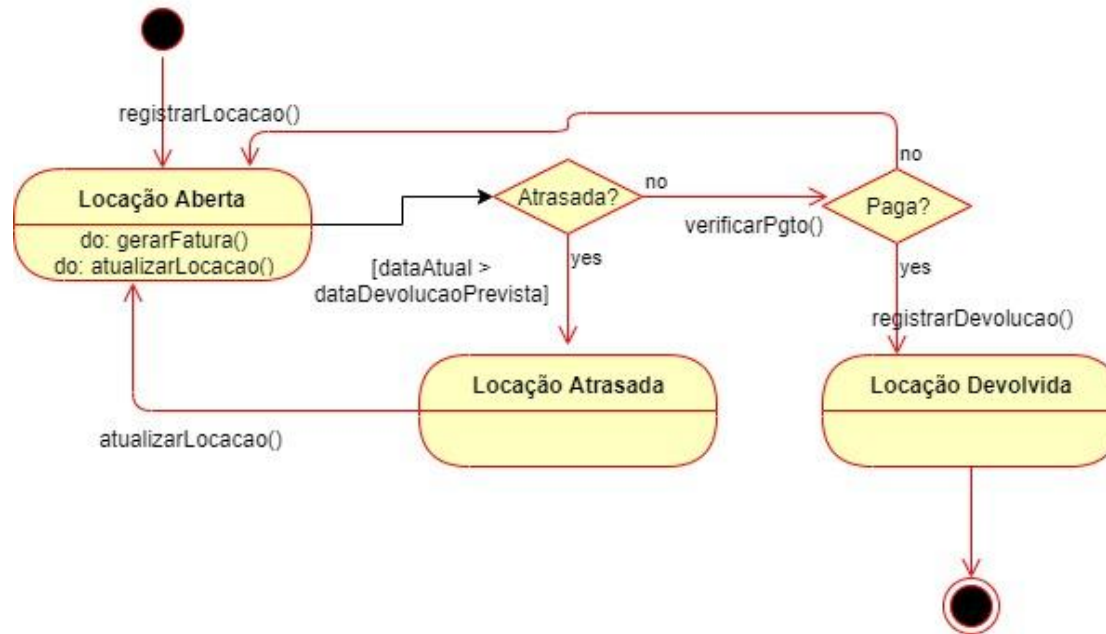 registrarLocacao()
Locação Aberta
do: gerarFatura()
do: atualizarLocacao()
Atrasada?
no
verificarPgto()
Paga?
no
[dataAtual >
dataDevolucaoPrevista]
yes
yes
registrarDevolucao()
Locação Atrasada
Locação Devolvida
atualizarLocacao()